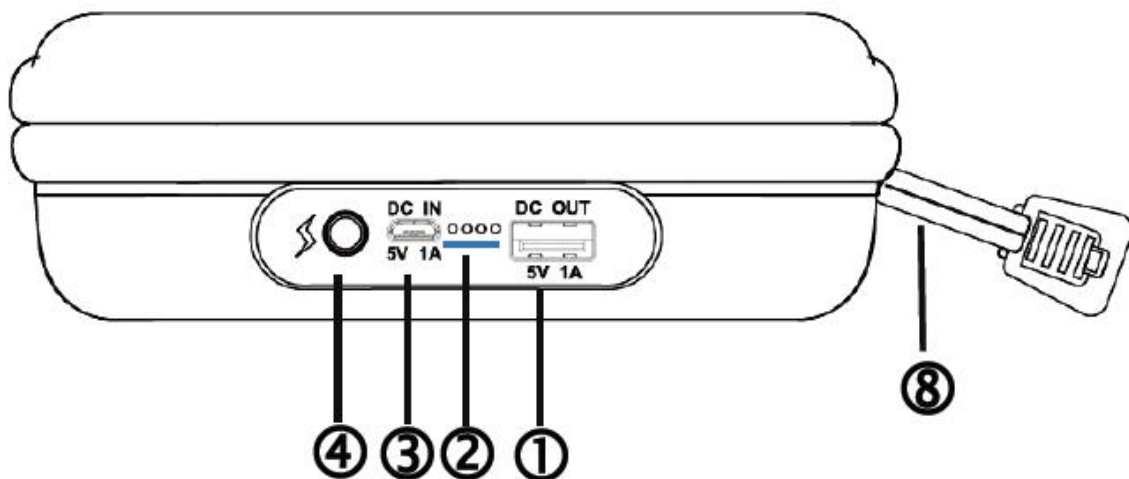 DC IN
5V 1A
DC OUT
5V 1A
④ ③ ② ①
⑧